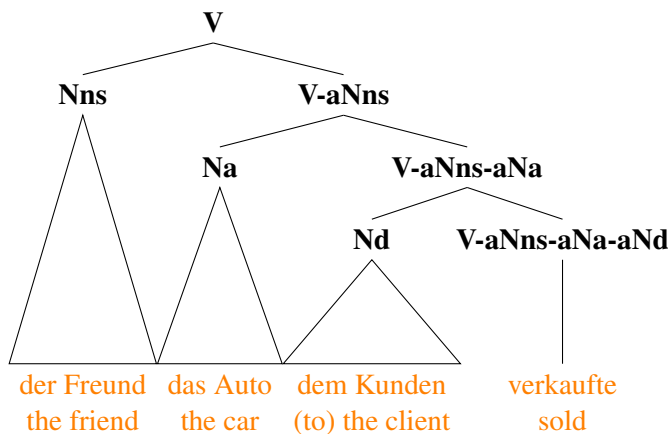 V
Nns V-aNns
Na V-aNns-aNa
Nd V-aNns-aNa-aNd
der Freund das Auto dem Kunden verkaufte
the friend the car (to) the client sold